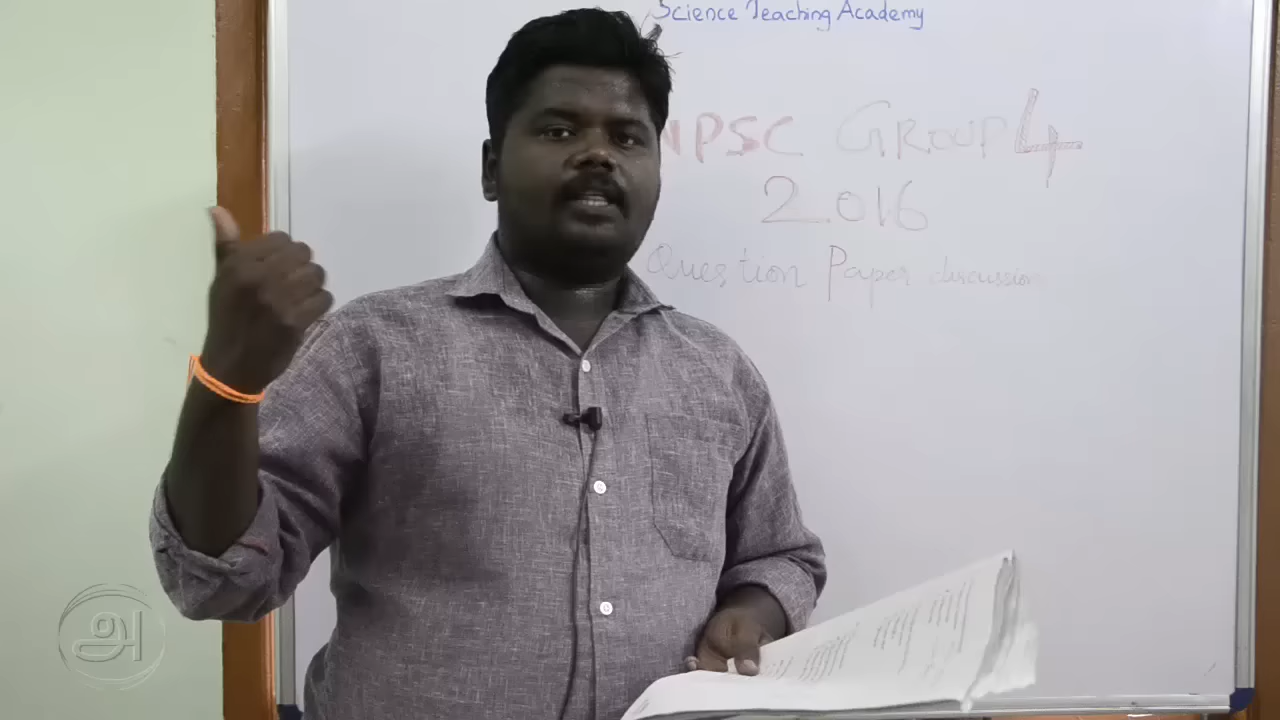 Science Teaching Academy
NPSC GROUP 4
2016
Question Paper discussion
அ